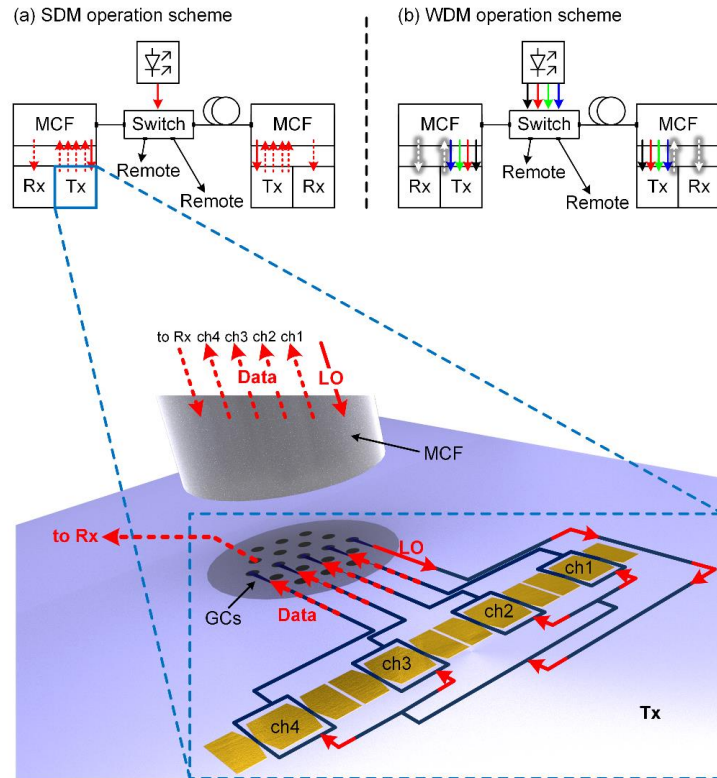 (a) SDM operation scheme
(b) WDM operation scheme
MCF
Switch
MCF
Rx
Tx
Remote
Remote
Tx
Rx
MCF
Switch
MCF
Rx
Tx
Remote
Remote
Tx
Rx
to Rx ch4 ch3 ch2 ch1
Data
LO
MCF
to Rx
LO
GCs
Data
ch1
ch2
ch3
ch4
Tx